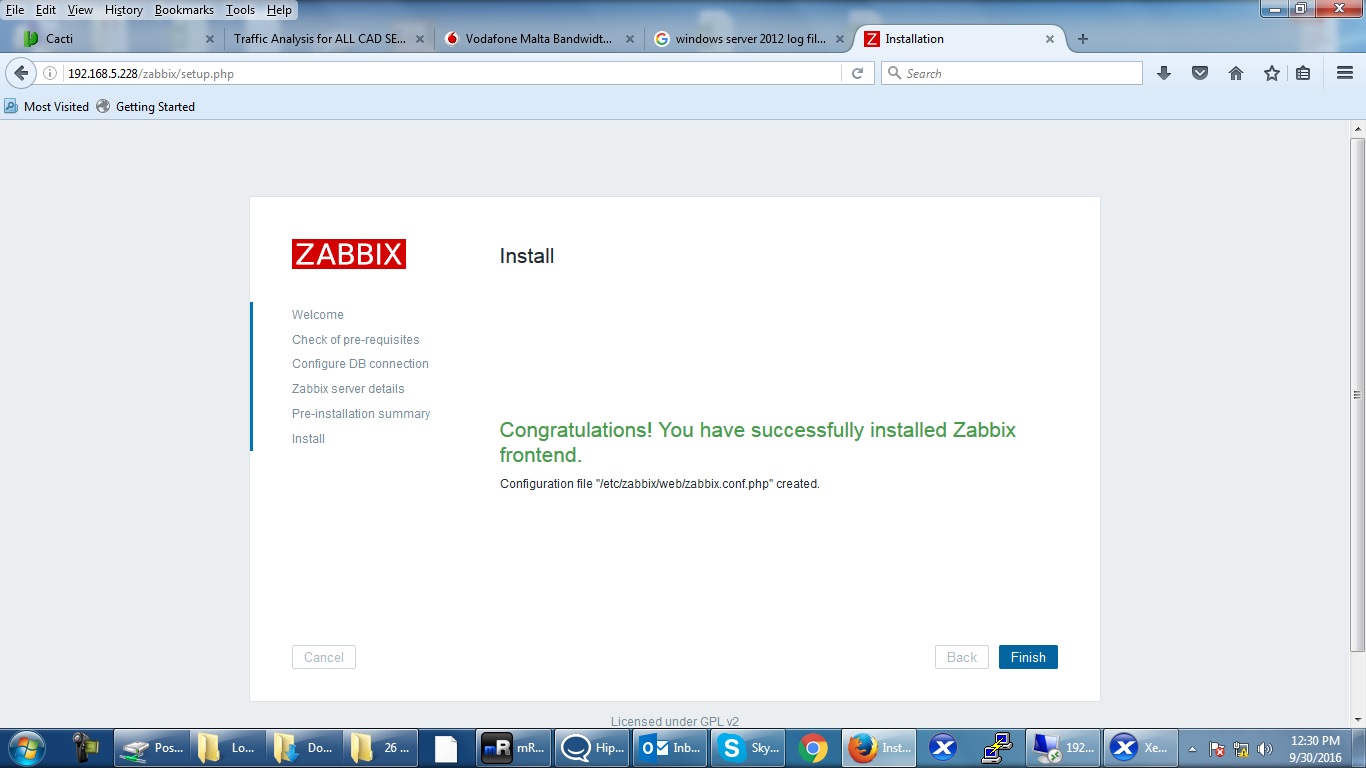 File Edit View History Bookmarks Tools Help
Cacti
Traffic Analysis for ALL CAD SE...
Vodafone Malta Bandwidt...
windows server 2012 log fil...
Z Installation
192.168.5.228/zabbix/setup.php
Search
Most Visited Getting Started
ZABBIX
Install
Welcome
Check of pre-requisites
Configure DB connection
Zabbix server details
Pre-installation summary
Install
Congratulations! You have successfully installed Zabbix
frontend.
Configuration file "/etc/zabbix/web/zabbix.conf.php" created.
Cancel
Back
Finish
Licensed under GPL v2
Pos...
Lo...
Do...
26 ...
mR mR...
Hip...
Inb...
S Sky...
Inst...
X
192...
X Xe...
12:30 PM
9/30/2016